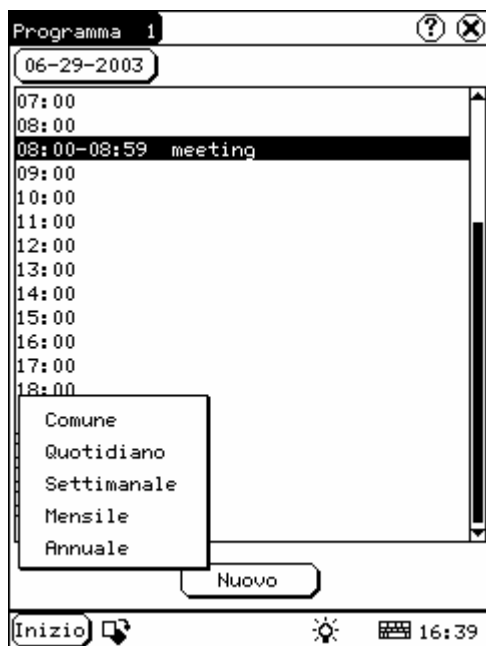 Programma 1
06-29-2003
07:00
08:00
08:00-08:59 meeting
09:00
10:00
11:00
12:00
13:00
14:00
15:00
16:00
17:00
18:00
Comune
Quotidiano
Settimanale
Mensile
Annuale
Nuovo
Inizio 16:39